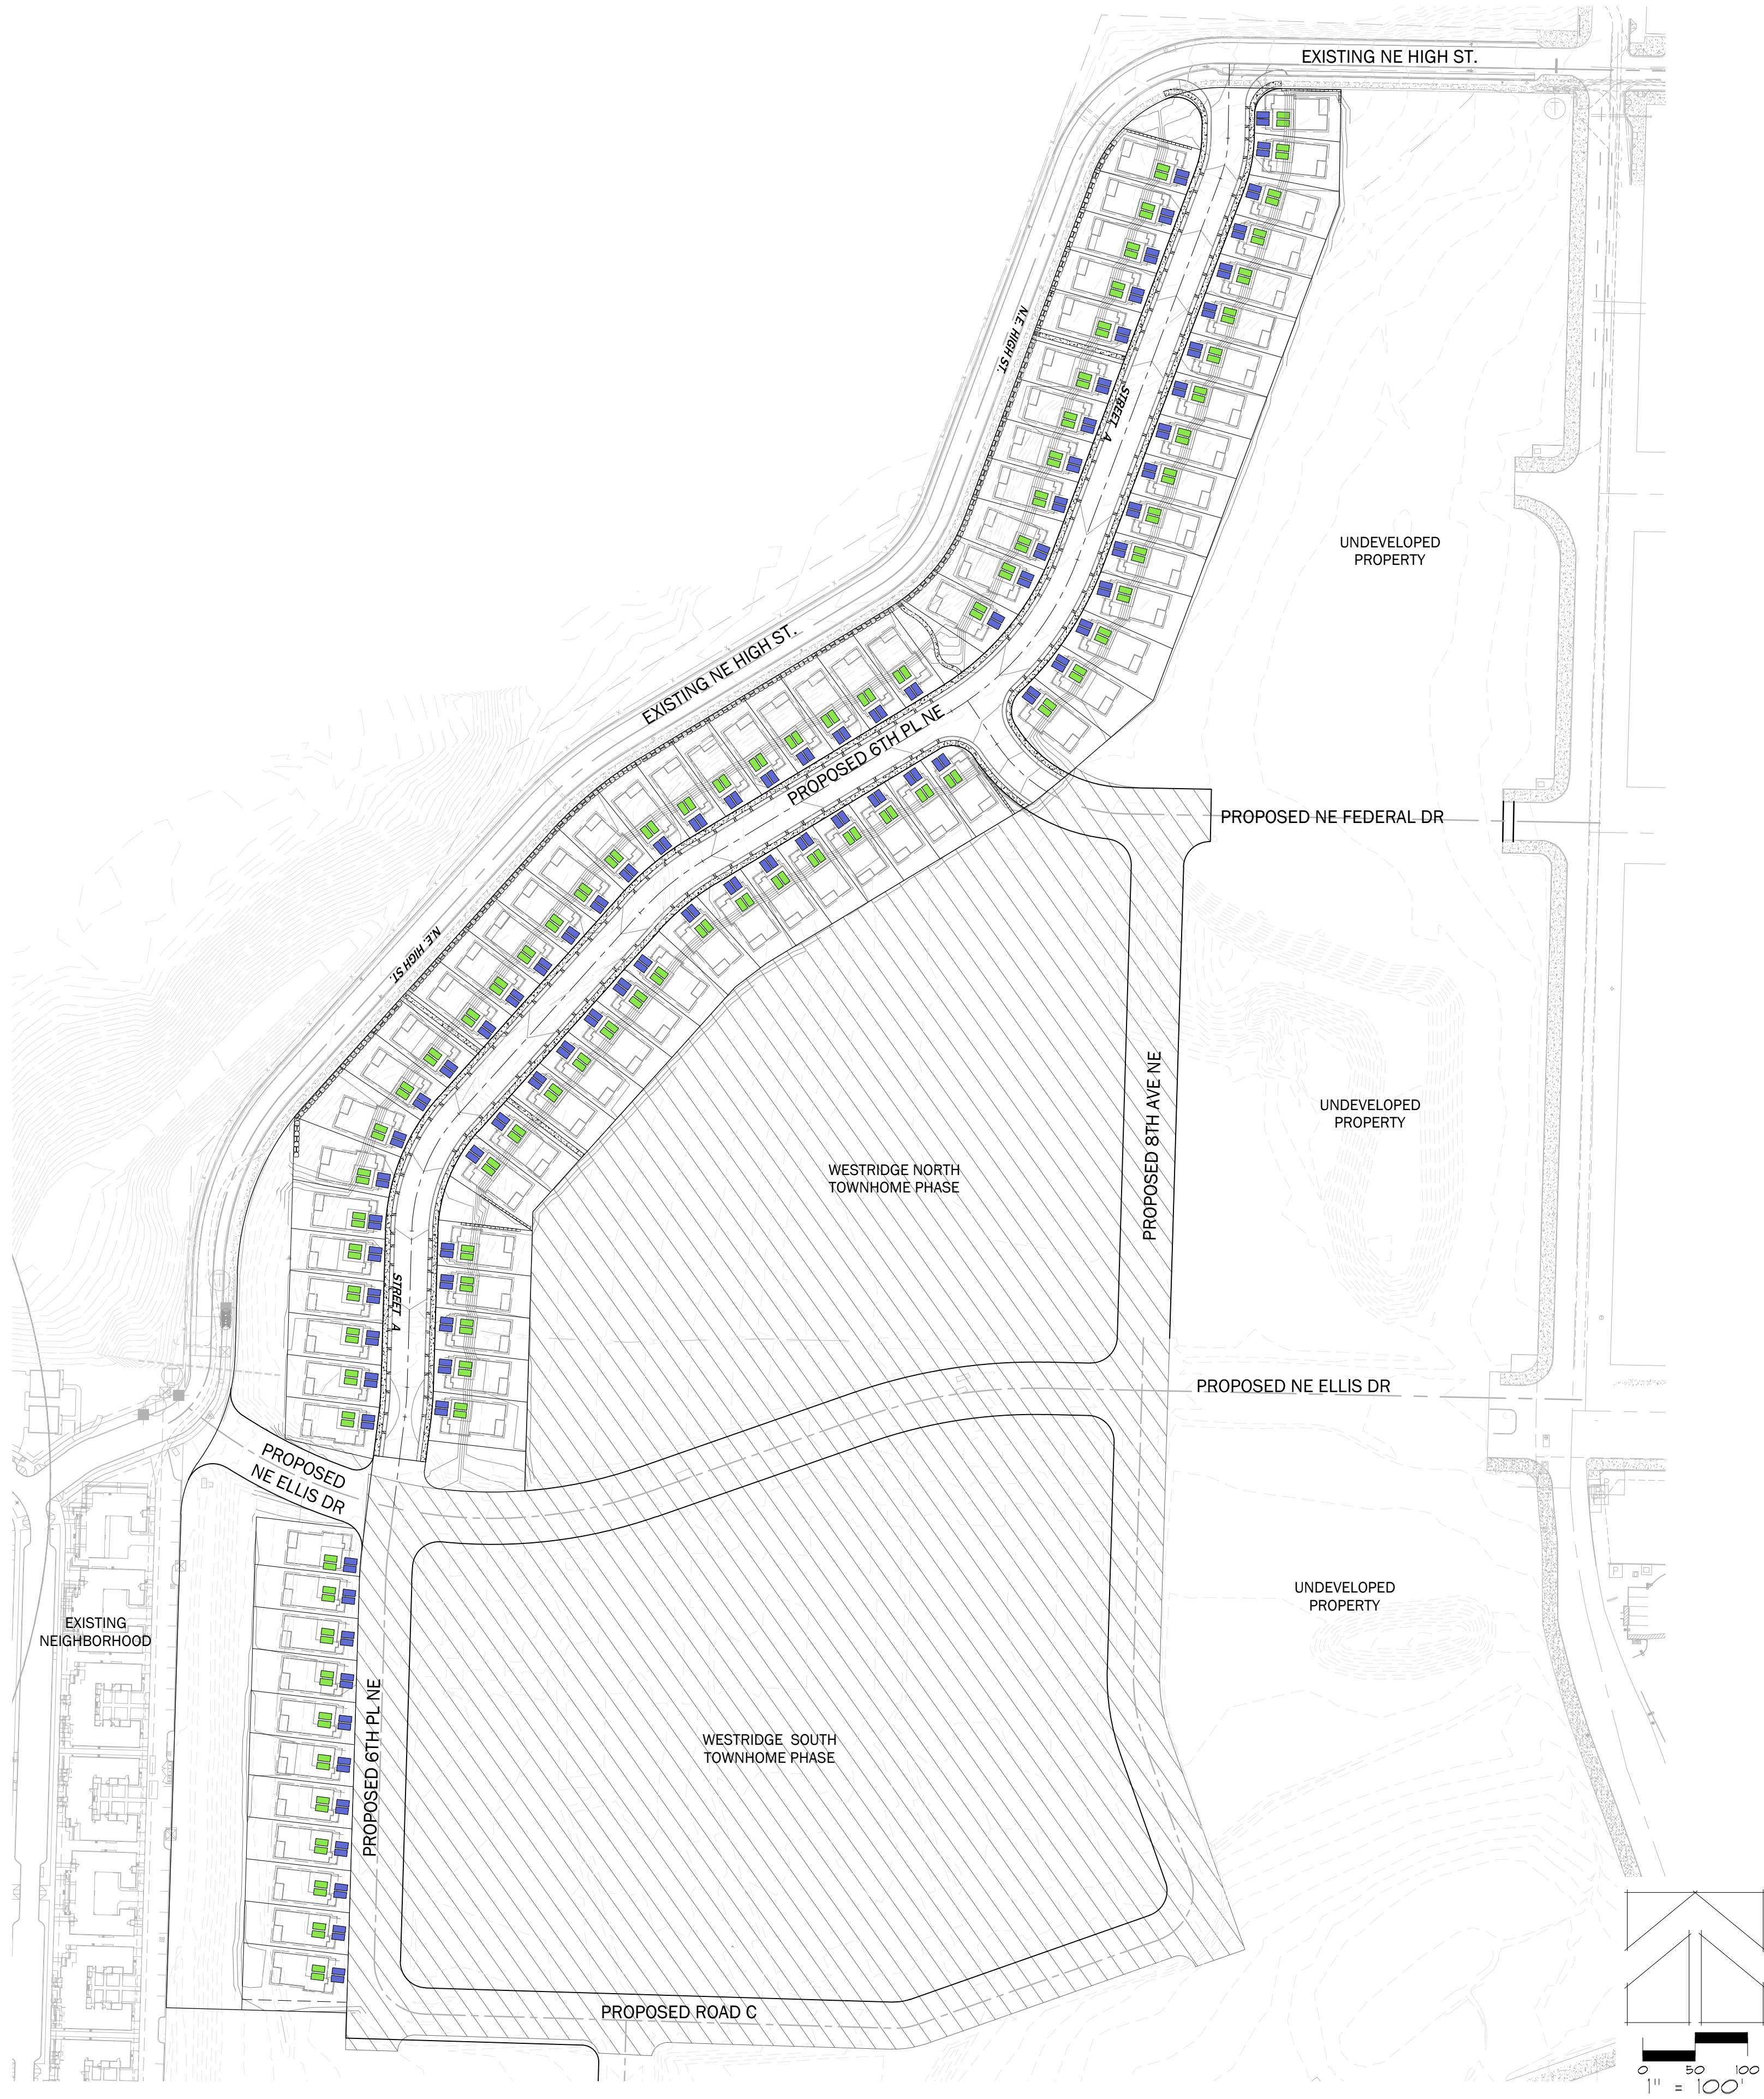 EXISTING NE HIGH ST.
N.E. HIGH ST.
STREET A
UNDEVELOPED
PROPERTY
EXISTING NE HIGH ST.
PROPOSED 6TH PL NE
PROPOSED NE FEDERAL DR
N.E. HIGH ST.
PROPOSED 8TH AVE NE
UNDEVELOPED
PROPERTY
WESTRIDGE NORTH
TOWNHOME PHASE
STREET A
PROPOSED NE ELLIS DR
PROPOSED
NE ELLIS DR
UNDEVELOPED
PROPERTY
P
EXISTING
NEIGHBORHOOD
PROPOSED 6TH PL NE
WESTRIDGE SOUTH
TOWNHOME PHASE
PROPOSED ROAD C
0 50 100
1" = 100'